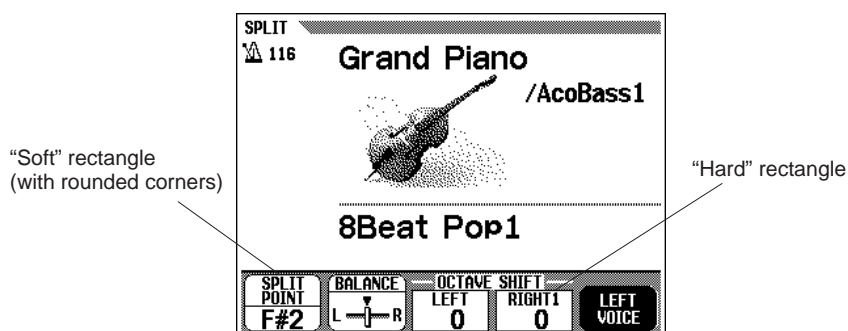 SPLIT
116
Grand Piano
/AcoBass1
“Soft” rectangle
(with rounded corners)
“Hard” rectangle
8Beat Pop1
SPLIT
POINT
F#2
BALANCE
L R
OCTAVE SHIFT
LEFT
0
RIGHT1
0
LEFT
VOICE